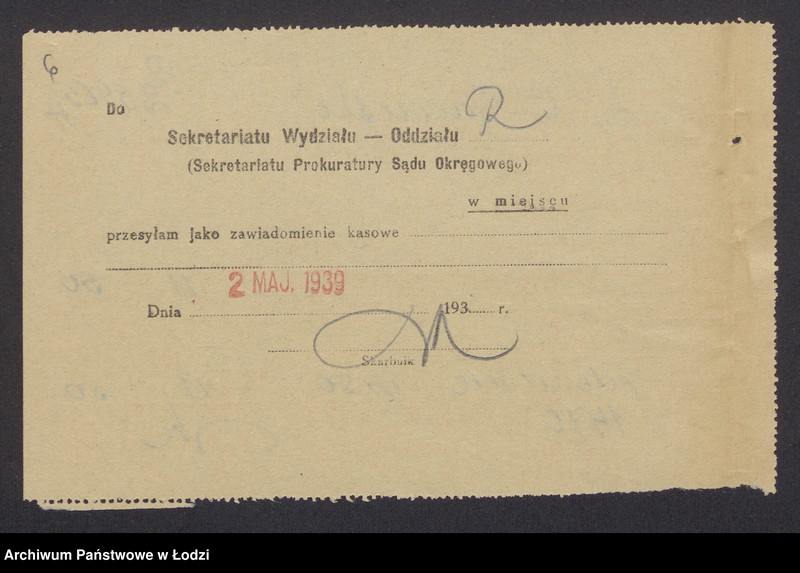 6
Do
Sekretariatu Wydziału — Oddziału R
(Sekretariatu Prokuratury Sądu Okręgowego)
w miejscu
przesyłam jako zawiadomienie kasowe
2 MAJ. 1939
Dnia 193 r.
Skarbnik
Archiwum Państwowe w Łodzi